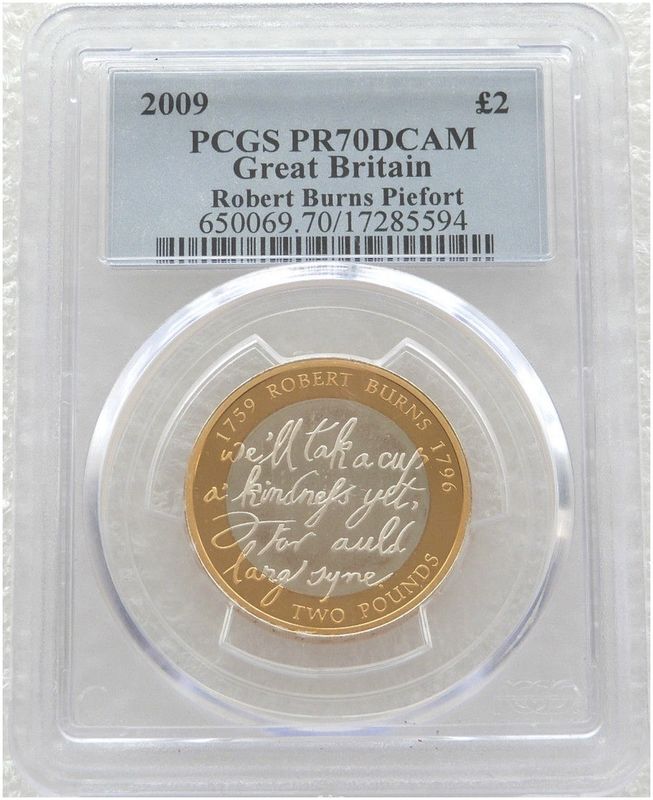 2009 £2
PCGS PR70DCAM
Great Britain
Robert Burns Piefort
650069.70/17285594
1759 ROBERT BURNS 1796
we'll tak a cup
a' kindness yet,
for auld
lang syne
TWO POUNDS